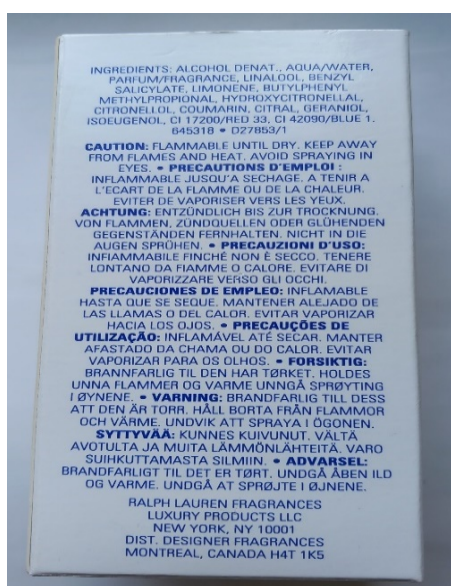 INGREDIENTS: ALCOHOL DENAT., AQUA/WATER,
PARFUM/FRAGRANCE, LINALOOL, BENZYL
SALICYLATE, LIMONENE, BUTYLPHENYL
METHYLPROPIONAL, HYDROXYCITRONELLAL,
CITRONELLOL, COUMARIN, CITRAL, GERANIOL,
ISOEUGENOL, CI 17200/RED 33, CI 42090/BLUE 1.
645318 • D27853/1
CAUTION: FLAMMABLE UNTIL DRY. KEEP AWAY
FROM FLAMES AND HEAT. AVOID SPRAYING IN
EYES. • PRECAUTIONS D'EMPLOI :
INFLAMMABLE JUSQU'A SECHAGE. A TENIR A
L'ECART DE LA FLAMME OU DE LA CHALEUR.
EVITER DE VAPORISER VERS LES YEUX.
ACHTUNG: ENTZÜNDLICH BIS ZUR TROCKNUNG.
VON FLAMMEN, ZÜNDQUELLEN ODER GLÜHENDEN
GEGENSTÄNDEN FERNHALTEN. NICHT IN DIE
AUGEN SPRÜHEN. • PRECAUZIONI D'USO:
INFIAMMABILE FINCHÉ NON È SECCO. TENERE
LONTANO DA FIAMME O CALORE. EVITARE DI
VAPORIZZARE VERSO GLI OCCHI.
PRECAUCIONES DE EMPLEO: INFLAMABLE
HASTA QUE SE SEQUE. MANTENER ALEJADO DE
LAS LLAMAS O DEL CALOR. EVITAR VAPORIZAR
HACIA LOS OJOS. • PRECAUÇÕES DE
UTILIZAÇÃO: INFLAMÁVEL ATÉ SECAR. MANTER
AFASTADO DA CHAMA OU DO CALOR. EVITAR
VAPORIZAR PARA OS OLHOS. • FORSIKTIG:
BRANNFARLIG TIL DEN HAR TØRKET. HOLDES
UNNA FLAMMER OG VARME UNNGÅ SPRØYTING
I ØYNENE. • VARNING: BRANDFARLIG TILL DESS
ATT DEN ÄR TORR. HÅLL BORTA FRÅN FLAMMOR
OCH VÄRME. UNDVIK ATT SPRAYA I ÖGONEN.
SYTTYVÄÄ: KUNNES KUIVUNUT. VÄLTÄ
AVOTULTA JA MUITA LÄMMÖNLÄHTEITÄ. VARO
SUIHKUTTAMASTA SILMIIN. • ADVARSEL:
BRANDFARLIGT TIL DET ER TØRT. UNDGÅ ÅBEN ILD
OG VARME. UNDGÅ AT SPRØJTE I ØJNENE.
RALPH LAUREN FRAGRANCES
LUXURY PRODUCTS LLC
NEW YORK, NY 10001
DIST. DESIGNER FRAGRANCES
MONTREAL, CANADA H4T 1K5